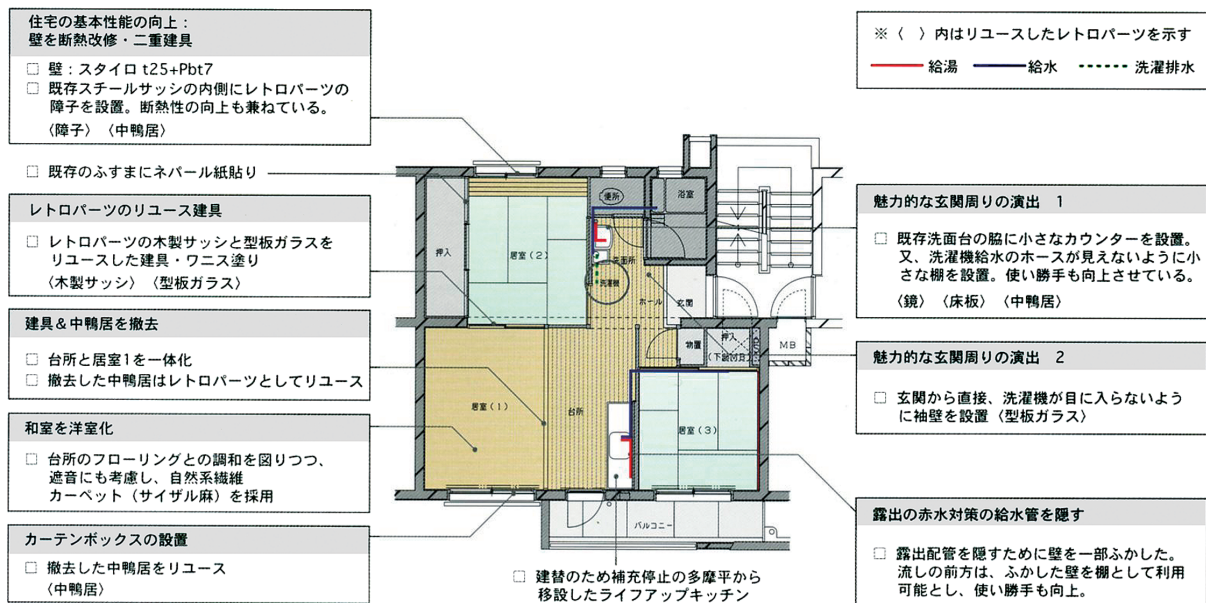 住宅の基本性能の向上：
壁を断熱改修・二重建具
□ 壁：スタイロ t25+Pbt7
□ 既存スチールサッシの内側にレトロパーツの
障子を設置。断熱性の向上も兼ねている。
〈障子〉〈中鴨居〉
□ 既存のふすまにネパール紙貼り
レトロパーツのリユース建具
□ レトロパーツの木製サッシと型板ガラスを
リユースした建具・ワニス塗り
〈木製サッシ〉〈型板ガラス〉
建具＆中鴨居を撤去
□ 台所と居室1を一体化
□ 撤去した中鴨居はレトロパーツとしてリユース
和室を洋室化
□ 台所のフローリングとの調和を図りつつ、
遮音にも考慮し、自然系繊維
カーペット（サイザル麻）を採用
カーテンボックスの設置
□ 撤去した中鴨居をリユース
〈中鴨居〉
便所
浴室
押入
居室（2）
洗面所
洗濯機
ホール
玄関
物置
押入
（下部MB）
MB
居室（1）
台所
居室（3）
バルコニー
□ 建替のため補充停止の多摩平から
移設したライフアップキッチン
※〈 〉内はリユースしたレトロパーツを示す
給湯 給水 洗濯排水
魅力的な玄関周りの演出 1
□ 既存洗面台の脇に小さなカウンターを設置。
又、洗濯機給水のホースが見えないように小
さな棚を設置。使い勝手も向上させている。
〈鏡〉〈床板〉〈中鴨居〉
魅力的な玄関周りの演出 2
□ 玄関から直接、洗濯機が目に入らないよう
に袖壁を設置〈型板ガラス〉
露出の赤水対策の給水管を隠す
□ 露出配管を隠すために壁を一部ふかした。
流しの前方は、ふかした壁を棚として利用
可能とし、使い勝手も向上。